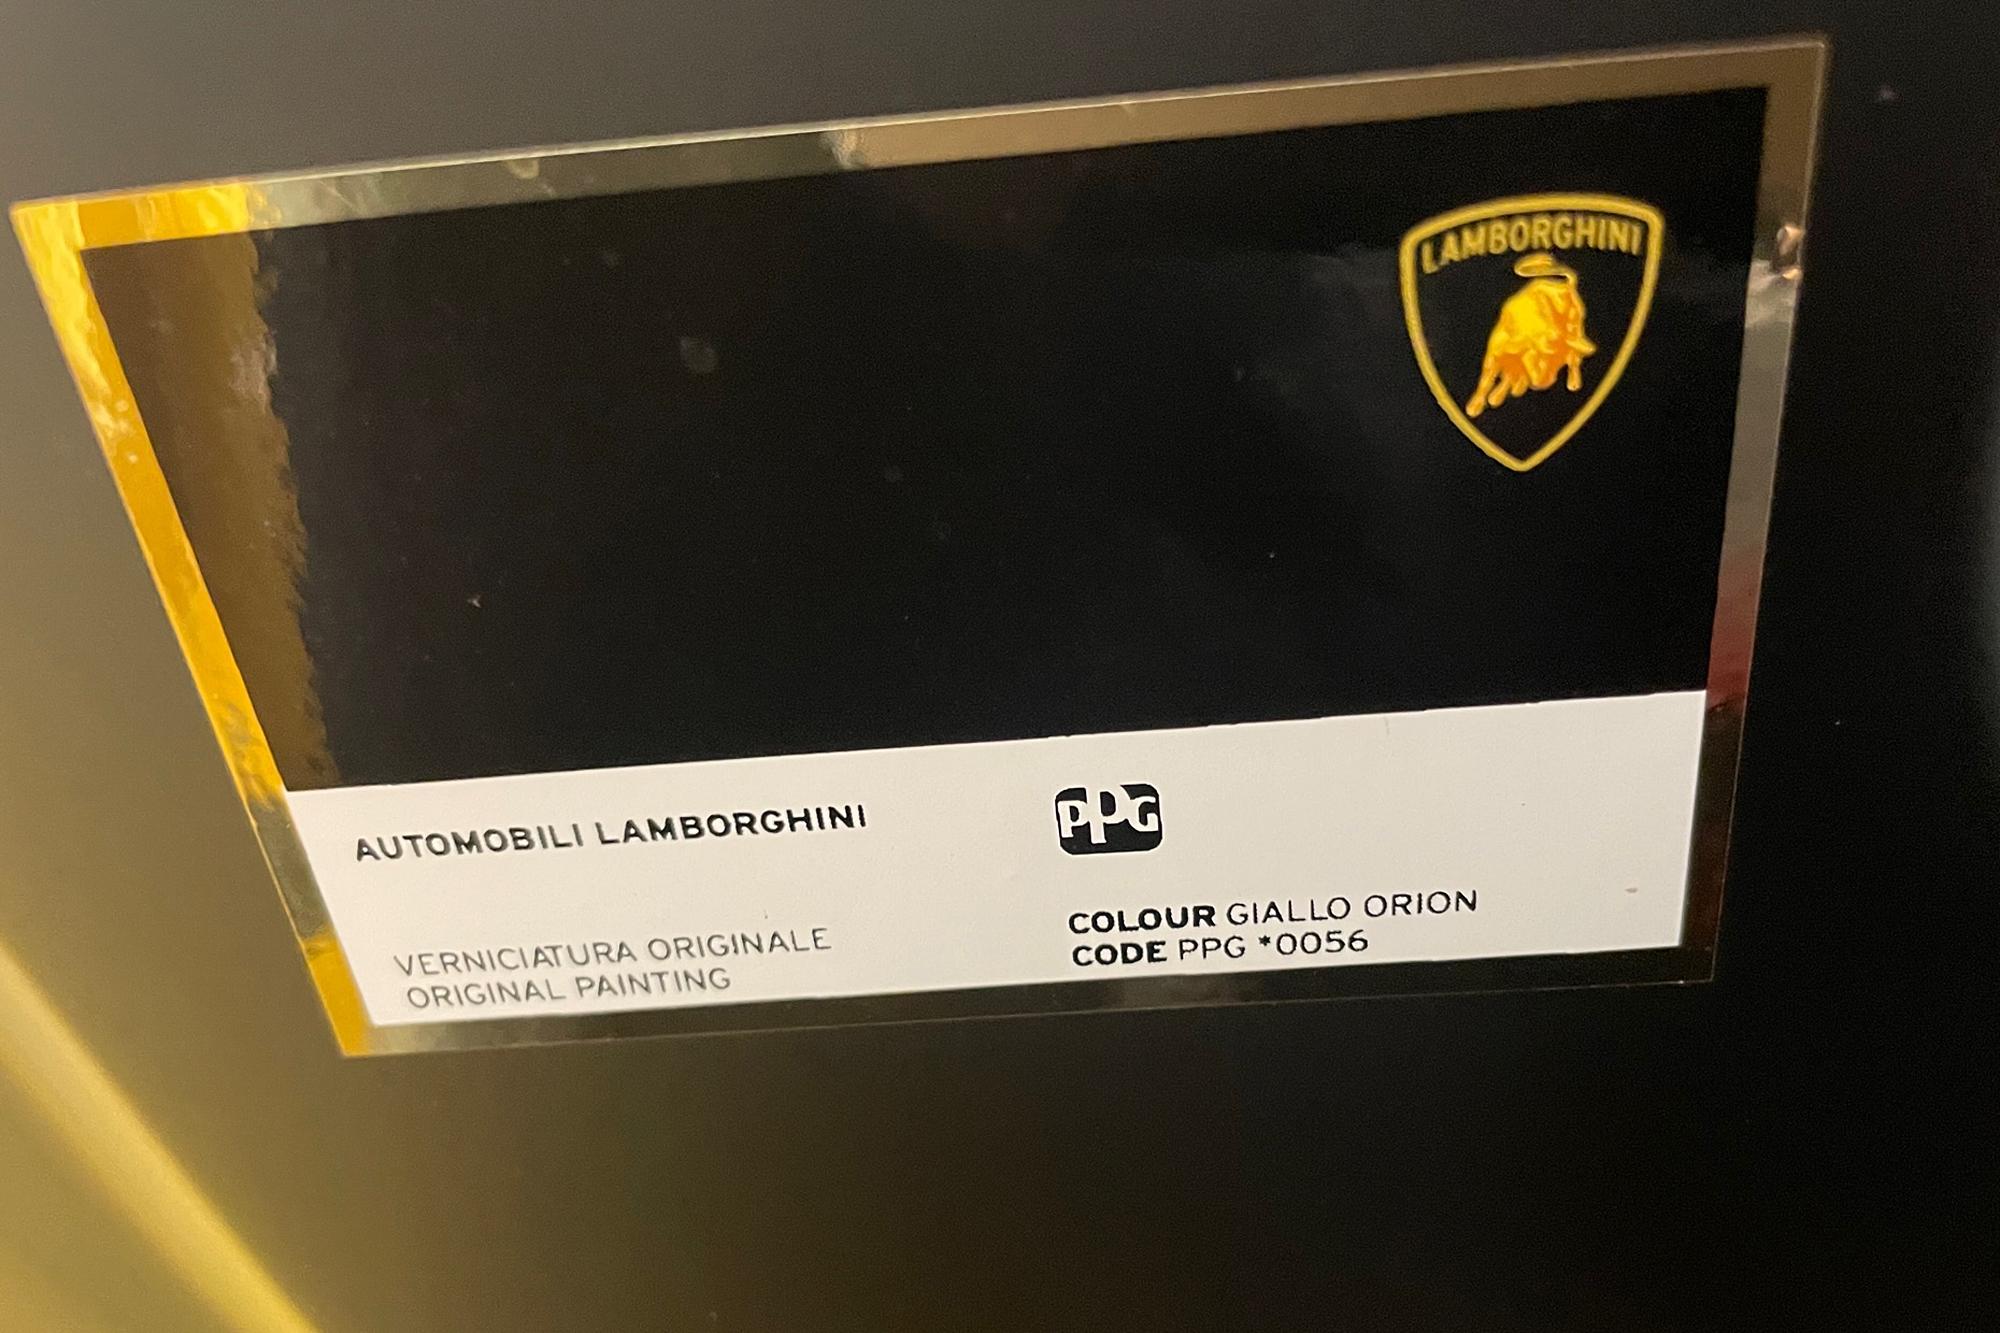 LAMBORGHINI
AUTOMOBILI LAMBORGHINI
PPG
VERNICIATURA ORIGINALE
ORIGINAL PAINTING
COLOUR GIALLO ORION
CODE PPG *0056